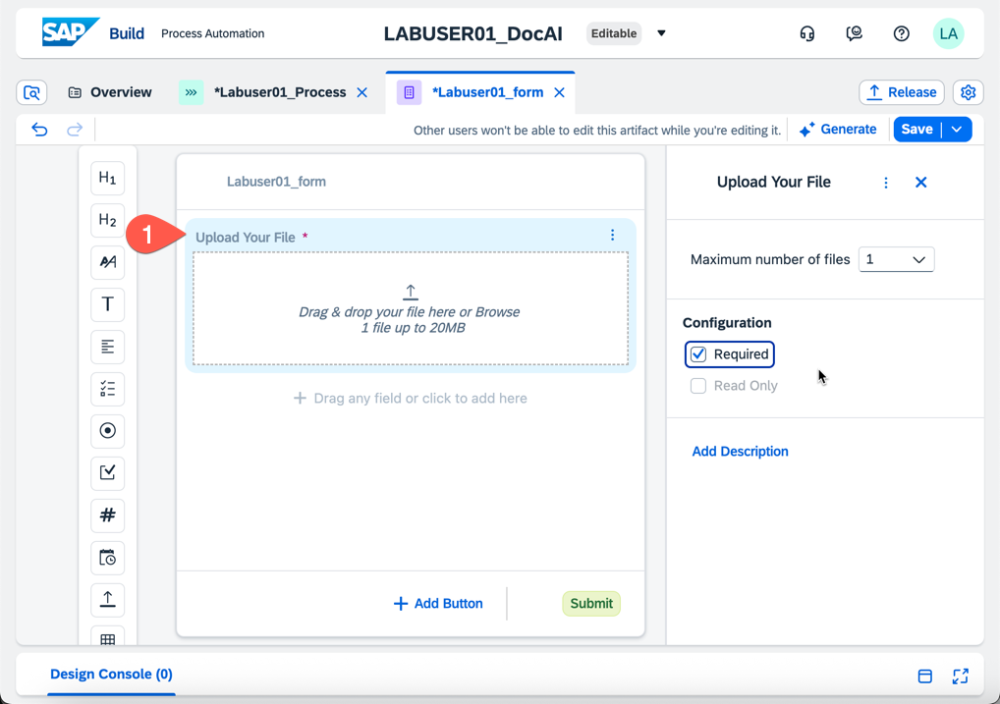 SAP Build Process Automation LABUSER01_DocAI Editable LA
Overview *Labuser01_Process *Labuser01_form Release
Other users won't be able to edit this artifact while you're editing it. Generate Save
H1
Labuser01_form
Upload Your File
H2
1
Upload Your File *
Maximum number of files 1
A
T
Drag & drop your file here or Browse
1 file up to 20MB
Configuration
Required
Read Only
+ Drag any field or click to add here
Add Description
#
+ Add Button Submit
Design Console (0)